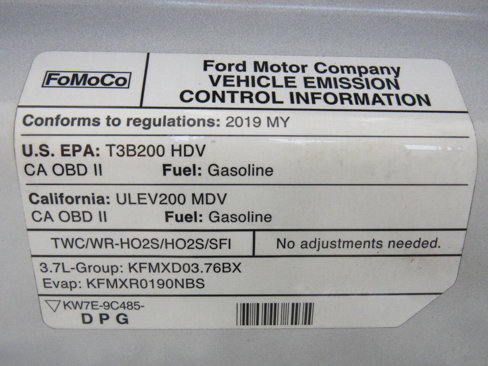 FoMoCo
Ford Motor Company
VEHICLE EMISSION
CONTROL INFORMATION
Conforms to regulations: 2019 MY
U.S. EPA: T3B200 HDV
CA OBD II Fuel: Gasoline
California: ULEV200 MDV
CA OBD II Fuel: Gasoline
TWC/WR-HO2S/HO2S/SFI No adjustments needed.
3.7L-Group: KFMXD03.76BX
Evap: KFMXR0190NBS
KW7E-9C485-
D P G